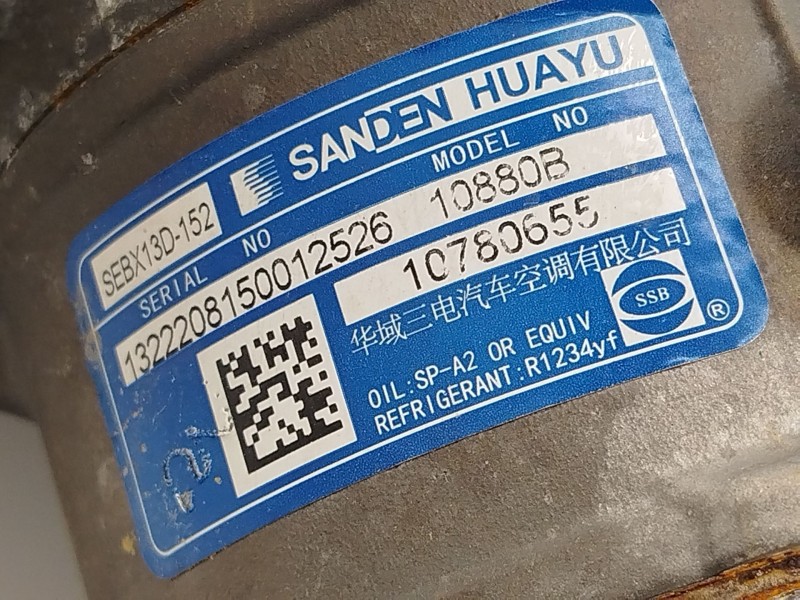 SANDEN HUAYU
SEBX13D-152
SERIAL NO
MODEL NO
1322208150012526
10880B
10780655
华域三电汽车空调有限公司
OIL:SP-A2 OR EQUIV
REFRIGERANT:R1234yf
SSB
®